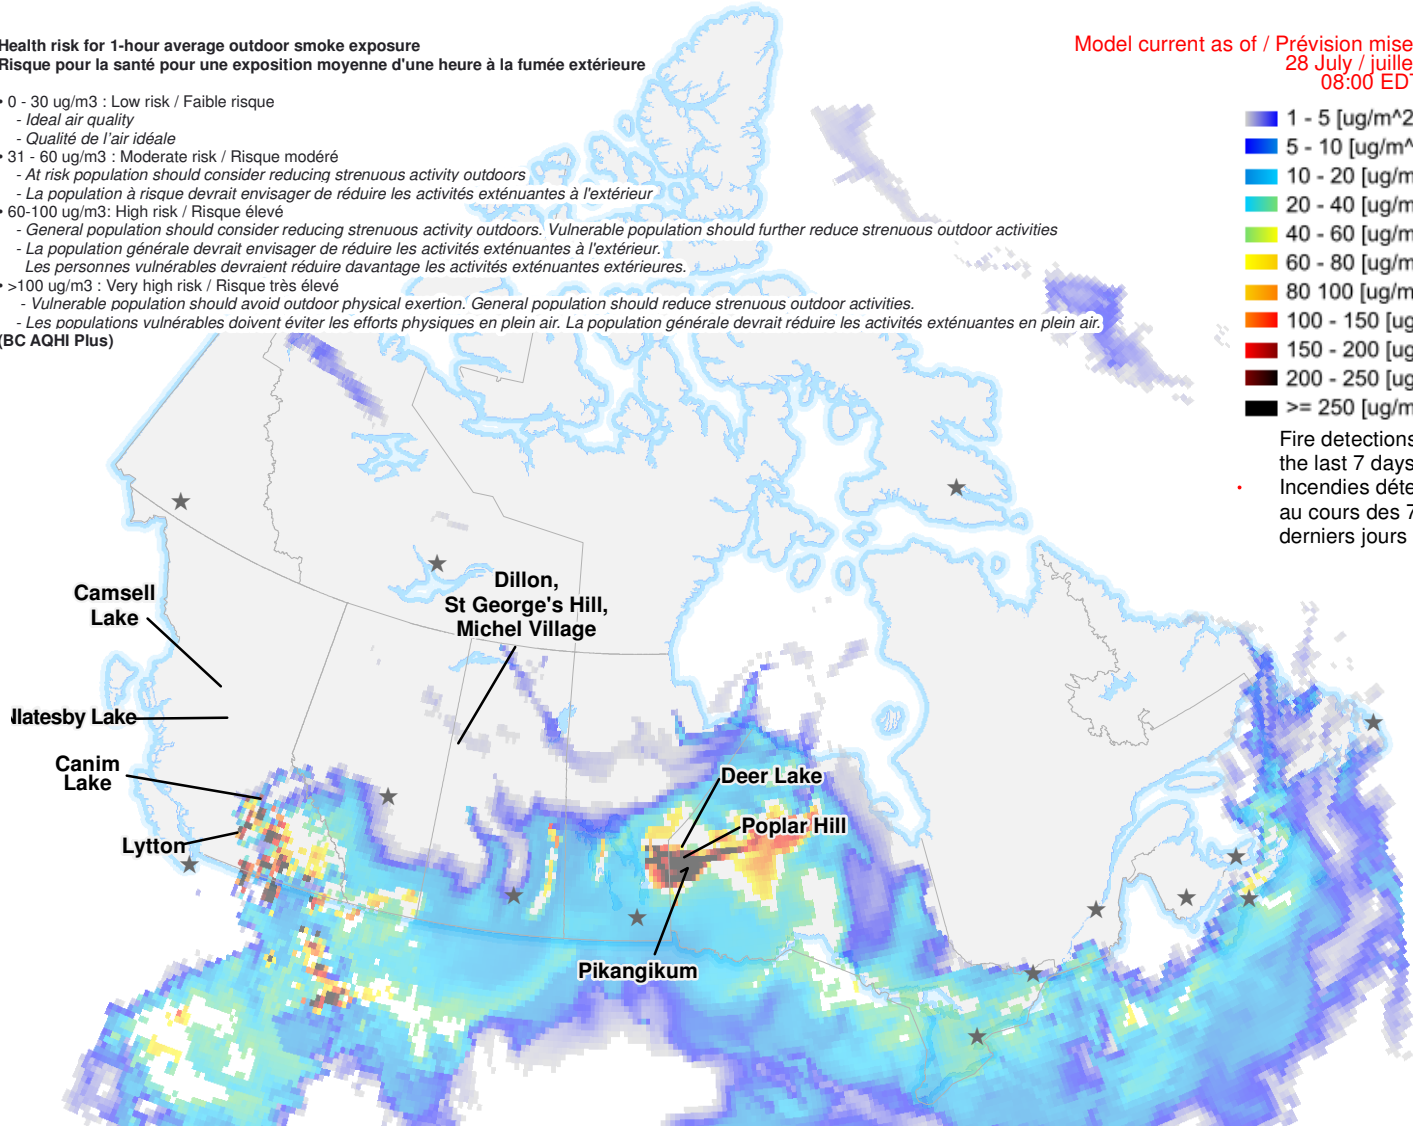 Health risk for 1-hour average outdoor smoke exposure
Risque pour la santé pour une exposition moyenne d'une heure à la fumée extérieure
• 0 - 30 ug/m3 : Low risk / Faible risque
- Ideal air quality
- Qualité de l'air idéale
• 31 - 60 ug/m3 : Moderate risk / Risque modéré
- At risk population should consider reducing strenuous activity outdoors
- La population à risque devrait envisager de réduire les activités exténuantes à l'extérieur
• 60-100 ug/m3: High risk / Risque élevé
- General population should consider reducing strenuous activity outdoors. Vulnerable population should further reduce strenuous outdoor activities
- La population générale devrait envisager de réduire les activités exténuantes à l'extérieur.
Les personnes vulnérables devraient réduire davantage les activités exténuantes extérieures.
• >100 ug/m3 : Very high risk / Risque très élevé
- Vulnerable population should avoid outdoor physical exertion. General population should reduce strenuous outdoor activities.
- Les populations vulnérables doivent éviter les efforts physiques en plein air. La population générale devrait réduire les activités exténuantes en plein air.
(BC AQHI Plus)
Model current as of / Prévision mise
28 July / juille
08:00 EDT
1 - 5 [ug/m^2
5 - 10 [ug/m^
10 - 20 [ug/m
20 - 40 [ug/m
40 - 60 [ug/m
60 - 80 [ug/m
80 100 [ug/m
100 - 150 [ug
150 - 200 [ug
200 - 250 [ug
>= 250 [ug/m
Fire detections
the last 7 days
Incendies déte
au cours des 7
derniers jours
Camsell
Lake
Dillon,
St George's Hill,
Michel Village
latesby Lake
Canim
Lake
Lytton
Deer Lake
Poplar Hill
Pikangikum